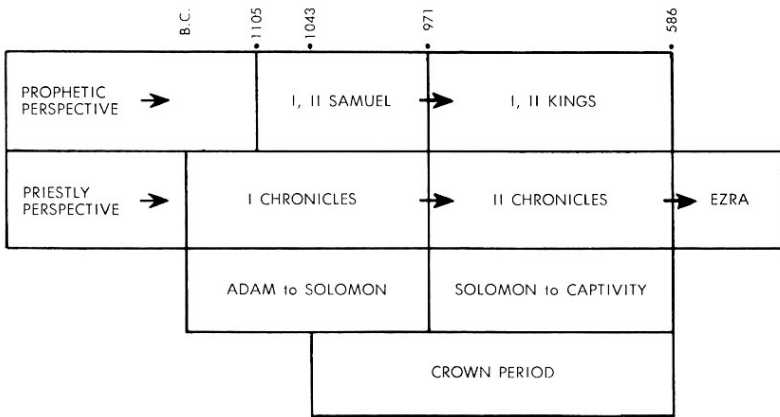 B.C.
1105
1043
971
586
PROPHETIC
PERSPECTIVE
I, II SAMUEL
I, II KINGS
PRIESTLY
PERSPECTIVE
I CHRONICLES
II CHRONICLES
EZRA
ADAM to SOLOMON
SOLOMON to CAPTIVITY
CROWN PERIOD